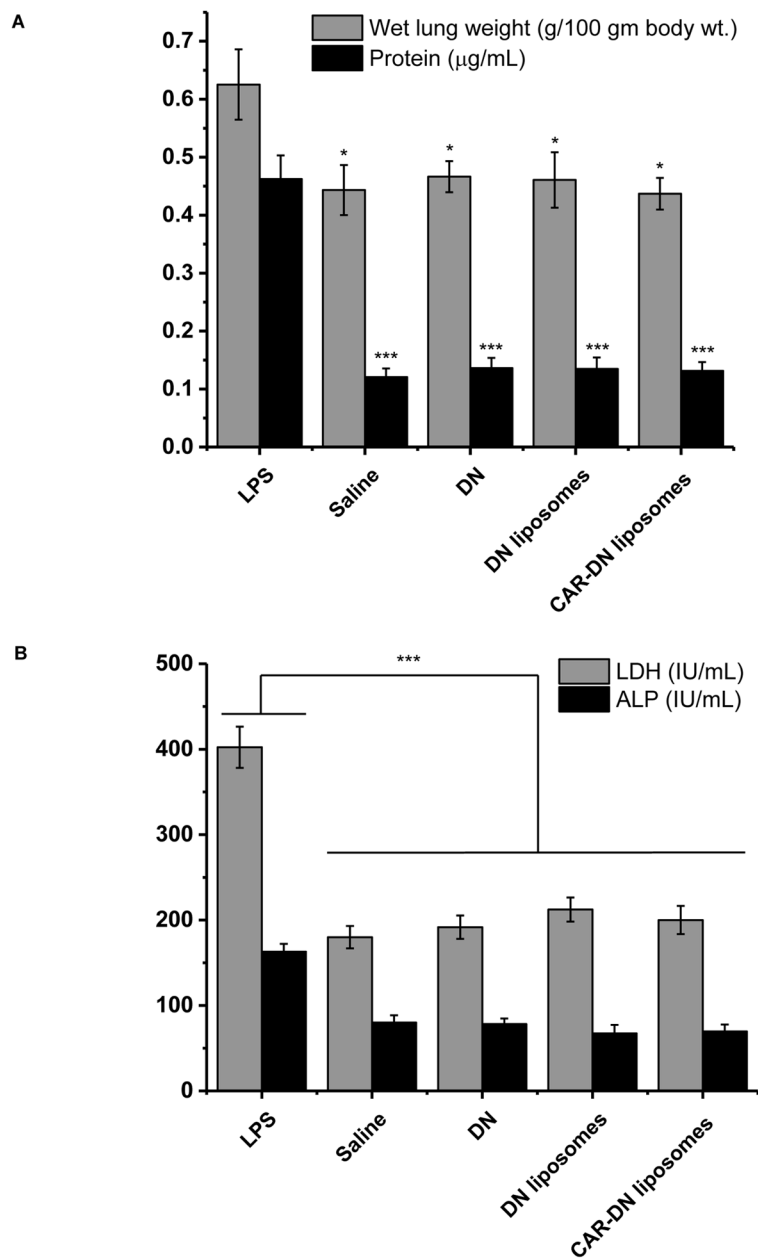 A
Wet lung weight (g/100 gm body wt.)
Protein (μg/mL)
0.7
0.6
0.5
0.4
0.3
0.2
0.1
0.0
* * * *
*** *** *** ***
LPS
Saline
DN
DN liposomes
CAR-DN liposomes
B
***
LDH (IU/mL)
ALP (IU/mL)
500
400
300
200
100
0
LPS
Saline
DN
DN liposomes
CAR-DN liposomes